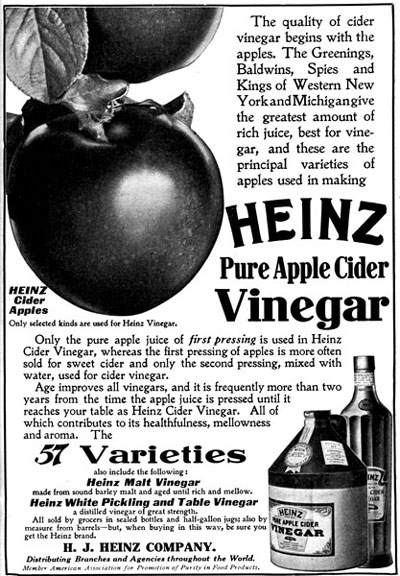 The quality of cider
vinegar begins with the
apples. The Greenings,
Baldwins, Spies and
Kings of Western New
York and Michigan give
the greatest amount of
rich juice, best for vine-
gar, and these are the
principal varieties of
apples used in making
HEINZ
Pure Apple Cider
Vinegar
HEINZ
Cider
Apples
Only selected kinds are used for Heinz Vinegar.
Only the pure apple juice of first pressing is used in Heinz
Cider Vinegar, whereas the first pressing of apples is more often
sold for sweet cider and only the second pressing, mixed with
water, used for cider vinegar.
Age improves all vinegars, and it is frequently more than two
years from the time the apple juice is pressed until it
reaches your table as Heinz Cider Vinegar. All of
which contributes to its healthfulness, mellowness
and aroma. The
57 Varieties
also include the following:
Heinz Malt Vinegar
made from sound barley malt and aged until rich and mellow.
Heinz White Pickling and Table Vinegar
a distilled vinegar of great strength.
All sold by grocers in sealed bottles and half-gallon jugs; also by
measure from barrels—but, when buying in this way, be sure you
get the Heinz brand.
H. J. HEINZ COMPANY.
Distributing Branches and Agencies throughout the World.
Member American Association for Promotion of Purity in Food Products.
HEINZ
PURE APPLE CIDER
VINEGAR